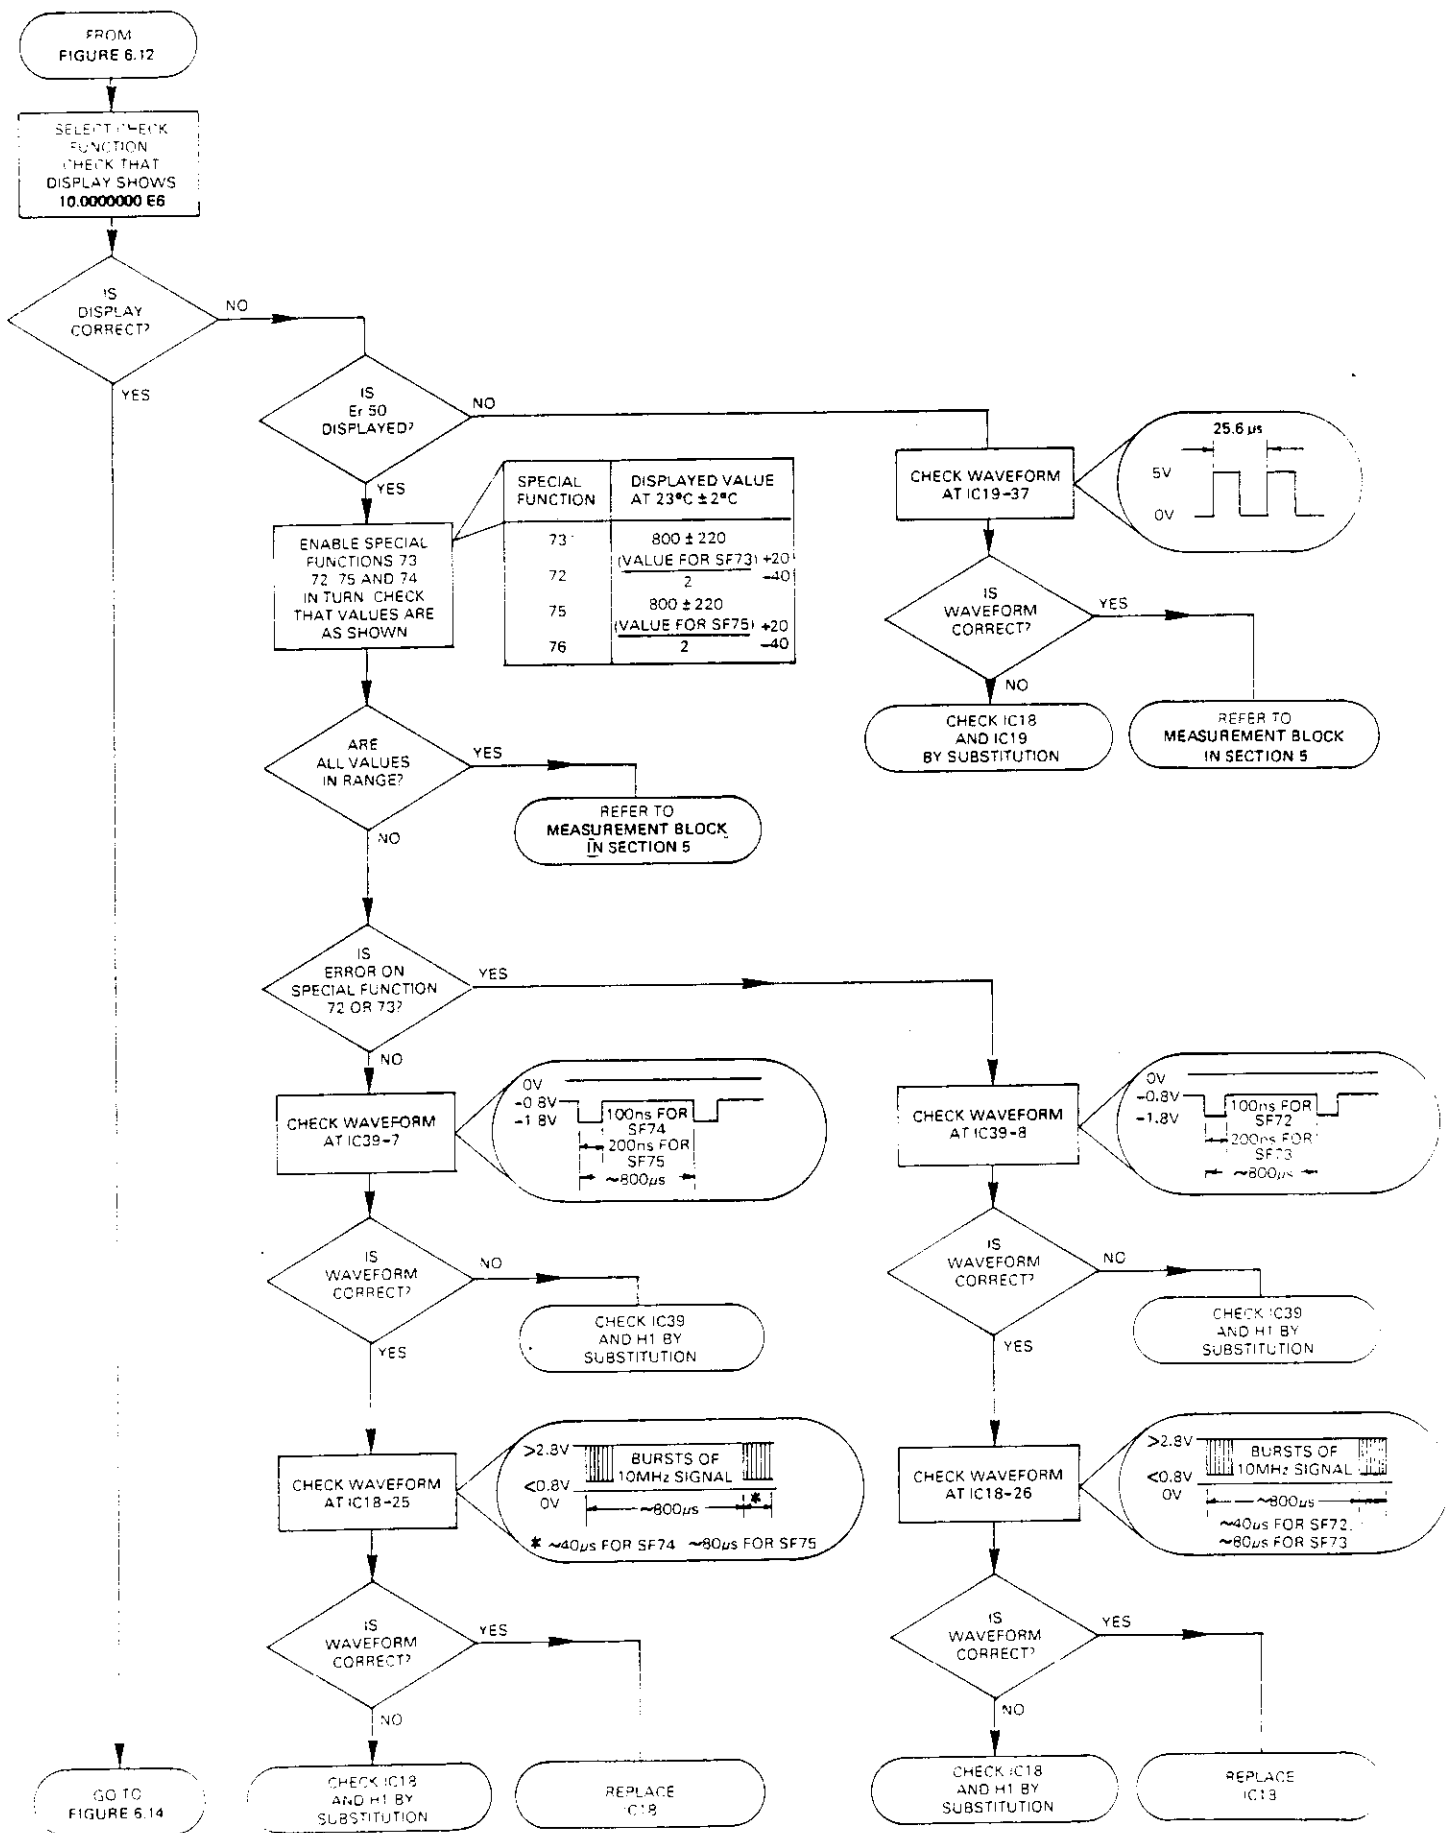 FROM
FIGURE 6.12
SELECT CHECK
FUNCTION
CHECK THAT
DISPLAY SHOWS
10.0000000 E6
IS
DISPLAY
CORRECT?
NO
YES
IS
Er 50
DISPLAYED?
NO
YES
ENABLE SPECIAL
FUNCTIONS 73
72 75 AND 74
IN TURN CHECK
THAT VALUES ARE
AS SHOWN
SPECIAL
FUNCTION
DISPLAYED VALUE
AT 23°C ± 2°C
73
800 ± 220
72
(VALUE FOR SF73) +20
2 -40
75
800 ± 220
76
(VALUE FOR SF75) +20
2 -40
CHECK WAVEFORM
AT IC19-37
25.6 µs
5V
0V
IS
WAVEFORM
CORRECT?
YES
NO
CHECK IC18
AND IC19
BY SUBSTITUTION
REFER TO
MEASUREMENT BLOCK
IN SECTION 5
ARE
ALL VALUES
IN RANGE?
YES
NO
REFER TO
MEASUREMENT BLOCK
IN SECTION 5
IS
ERROR ON
SPECIAL FUNCTION
72 OR 73?
YES
NO
CHECK WAVEFORM
AT IC39-7
0V
-0.8V
-1.8V
100ns FOR
SF74
200ns FOR
SF75
~800µs
CHECK WAVEFORM
AT IC39-8
0V
-0.8V
-1.8V
100ns FOR
SF72
200ns FOR
SF73
~800µs
IS
WAVEFORM
CORRECT?
NO
YES
CHECK IC39
AND H1 BY
SUBSTITUTION
IS
WAVEFORM
CORRECT?
NO
YES
CHECK IC39
AND H1 BY
SUBSTITUTION
CHECK WAVEFORM
AT IC18-25
>2.8V
<0.8V
0V
BURSTS OF
10MHz SIGNAL
~800µs
*
* ~40µs FOR SF74 ~80µs FOR SF75
CHECK WAVEFORM
AT IC18-26
>2.8V
<0.8V
0V
BURSTS OF
10MHz SIGNAL
~800µs
~40µs FOR SF72.
~80µs FOR SF73
IS
WAVEFORM
CORRECT?
YES
NO
IS
WAVEFORM
CORRECT?
YES
NO
GO TO
FIGURE 6.14
CHECK IC18
AND H1 BY
SUBSTITUTION
REPLACE
IC18
CHECK IC18
AND H1 BY
SUBSTITUTION
REPLACE
IC18